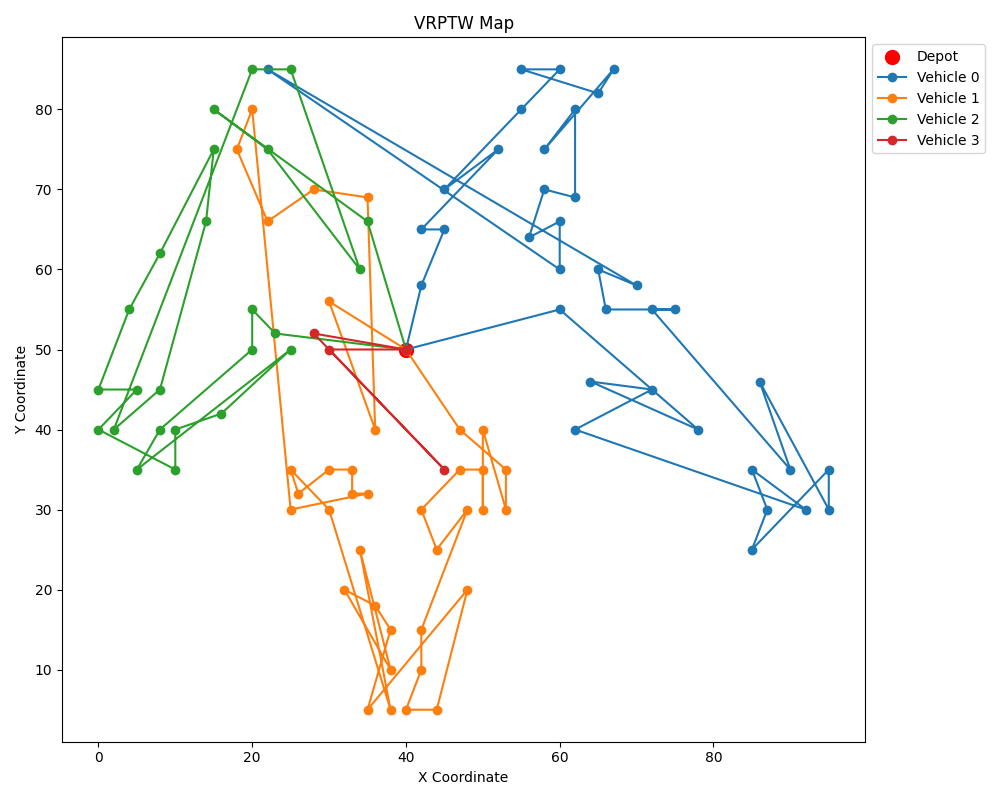 VRPTW Map
Depot
Vehicle 0
Vehicle 1
Vehicle 2
Vehicle 3
Y Coordinate
80
70
60
50
40
30
20
10
0
20
40
60
80
X Coordinate